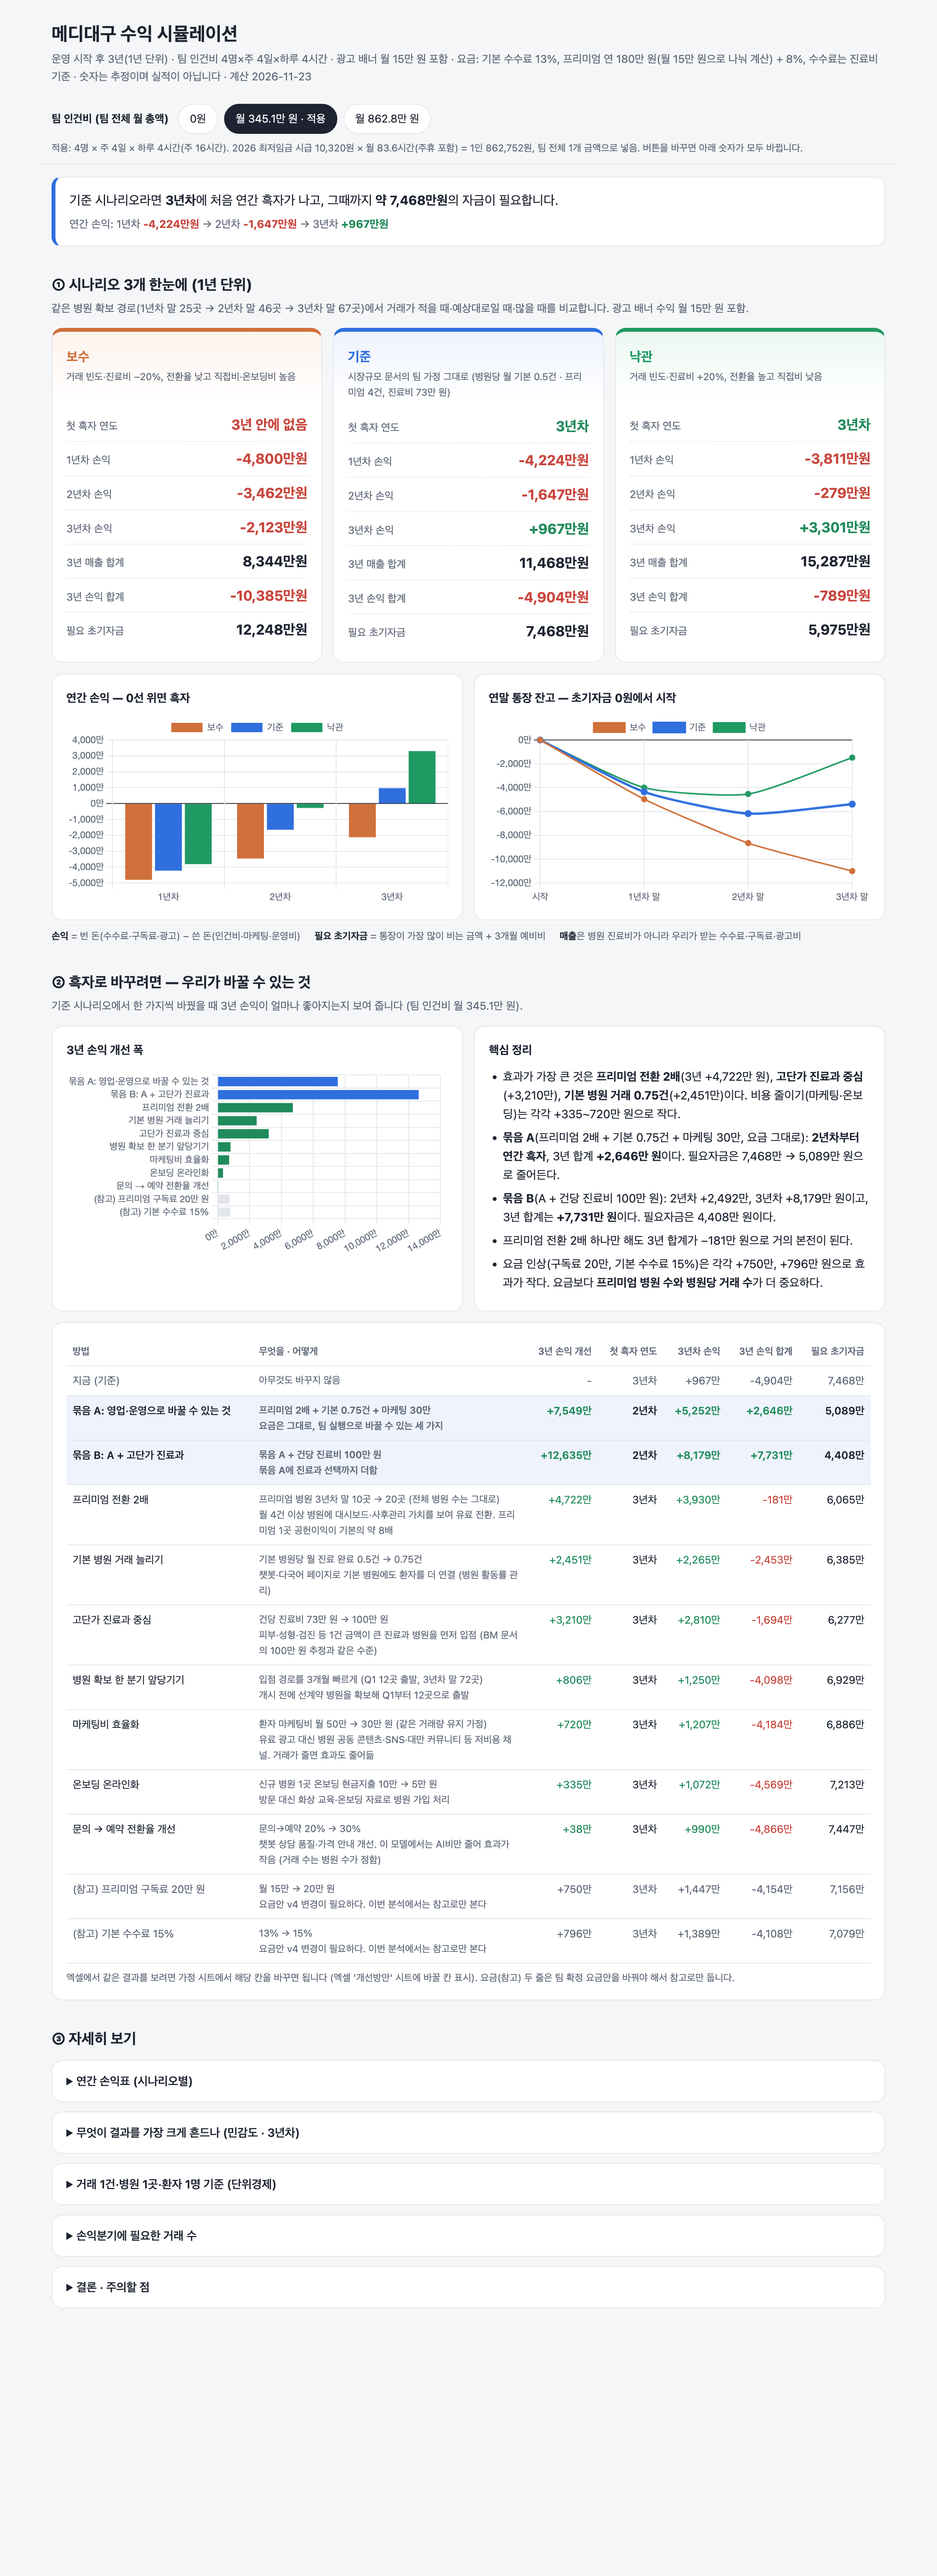 메디대구 수익 시뮬레이션
운영 시작 후 3년(1년 단위) · 팀 인건비 4명×주 4일×하루 4시간 · 광고 배너 월 15만 원 포함 · 요금: 기본 수수료 13%, 프리미엄 연 180만 원(월 15만 원으로 나눠 계산) + 8%, 수수료는 진료비
기준 · 숫자는 추정이며 실적이 아닙니다 · 계산 2026-11-23
팀 인건비 (팀 전체 월 총액) 0원 월 345.1만 원 · 적용 월 862.8만 원
적용: 4명 × 주 4일 × 하루 4시간(주 16시간). 2026 최저임금 시급 10,320원 × 월 83.6시간(주휴 포함) = 1인 862,752원, 팀 전체 1개 금액으로 넣음. 버튼을 바꾸면 아래 숫자가 모두 바뀝니다.
기준 시나리오라면 3년차에 처음 연간 흑자가 나고, 그때까지 약 7,468만원의 자금이 필요합니다.
연간 손익: 1년차 -4,224만원 → 2년차 -1,647만원 → 3년차 +967만원
① 시나리오 3개 한눈에 (1년 단위)
같은 병원 확보 경로(1년차 말 25곳 → 2년차 말 46곳 → 3년차 말 67곳)에서 거래가 적을 때·예상대로일 때·많을 때를 비교합니다. 광고 배너 수익 월 15만 원 포함.
보수
거래 빈도·진료비 −20%, 전환율 낮고 직접비·온보딩비 높음
첫 흑자 연도 3년 안에 없음
1년차 손익 -4,800만원
2년차 손익 -3,462만원
3년차 손익 -2,123만원
3년 매출 합계 8,344만원
3년 손익 합계 -10,385만원
필요 초기자금 12,248만원
기준
시장규모 문서의 팀 가정 그대로 (병원당 월 기본 0.5건 · 프리
미엄 4건, 진료비 73만 원)
첫 흑자 연도 3년차
1년차 손익 -4,224만원
2년차 손익 -1,647만원
3년차 손익 +967만원
3년 매출 합계 11,468만원
3년 손익 합계 -4,904만원
필요 초기자금 7,468만원
낙관
거래 빈도·진료비 +20%, 전환율 높고 직접비 낮음
첫 흑자 연도 3년차
1년차 손익 -3,811만원
2년차 손익 -279만원
3년차 손익 +3,301만원
3년 매출 합계 15,287만원
3년 손익 합계 -789만원
필요 초기자금 5,975만원
연간 손익 — 0선 위면 흑자
보수 기준 낙관
4,000만
3,000만
2,000만
1,000만
0만
-1,000만
-2,000만
-3,000만
-4,000만
-5,000만
1년차 2년차 3년차
연말 통장 잔고 — 초기자금 0원에서 시작
보수 기준 낙관
0만
-2,000만
-4,000만
-6,000만
-8,000만
-10,000만
-12,000만
시작 1년차 말 2년차 말 3년차 말
손익 = 번 돈(수수료·구독료·광고) − 쓴 돈(인건비·마케팅·운영비) 필요 초기자금 = 통장이 가장 많이 비는 금액 + 3개월 예비비 매출은 병원 진료비가 아니라 우리가 받는 수수료·구독료·광고비
② 흑자로 바꾸려면 — 우리가 바꿀 수 있는 것
기준 시나리오에서 한 가지씩 바꿨을 때 3년 손익이 얼마나 좋아지는지 보여 줍니다 (팀 인건비 월 345.1만 원).
3년 손익 개선 폭
묶음 A: 영업·운영으로 바꿀 수 있는 것
묶음 B: A + 고단가 진료과
프리미엄 전환 2배
기본 병원 거래 늘리기
고단가 진료과 중심
병원 확보 한 분기 앞당기기
마케팅비 효율화
온보딩 온라인화
문의 → 예약 전환율 개선
(참고) 프리미엄 구독료 20만 원
(참고) 기본 수수료 15%
0만 2,000만 4,000만 6,000만 8,000만 10,000만 12,000만 14,000만
핵심 정리
• 효과가 가장 큰 것은 프리미엄 전환 2배(3년 +4,722만 원), 고단가 진료과 중심
(+3,210만), 기본 병원 거래 0.75건(+2,451만)이다. 비용 줄이기(마케팅·온보
딩)는 각각 +335~720만 원으로 작다.
• 묶음 A(프리미엄 2배 + 기본 0.75건 + 마케팅 30만, 요금 그대로): 2년차부터
연간 흑자, 3년 합계 +2,646만 원이다. 필요자금은 7,468만 → 5,089만 원으
로 줄어든다.
• 묶음 B(A + 건당 진료비 100만 원): 2년차 +2,492만, 3년차 +8,179만 원이고,
3년 합계는 +7,731만 원이다. 필요자금은 4,408만 원이다.
• 프리미엄 전환 2배 하나만 해도 3년 합계가 −181만 원으로 거의 본전이 된다.
• 요금 인상(구독료 20만, 기본 수수료 15%)은 각각 +750만, +796만 원으로 효
과가 작다. 요금보다 프리미엄 병원 수와 병원당 거래 수가 더 중요하다.
방법 무엇을 · 어떻게 3년 손익 개선 첫 흑자 연도 3년차 손익 3년 손익 합계 필요 초기자금
지금 (기준) 아무것도 바꾸지 않음 - 3년차 +967만 -4,904만 7,468만
묶음 A: 영업·운영으로 바꿀 수 있는 것 프리미엄 2배 + 기본 0.75건 + 마케팅 30만 +7,549만 2년차 +5,252만 +2,646만 5,089만
요금은 그대로, 팀 실행으로 바꿀 수 있는 세 가지
묶음 B: A + 고단가 진료과 묶음 A + 건당 진료비 100만 원 +12,635만 2년차 +8,179만 +7,731만 4,408만
묶음 A에 진료과 선택까지 더함
프리미엄 전환 2배 프리미엄 병원 3년차 말 10곳 → 20곳 (전체 병원 수는 그대로) +4,722만 3년차 +3,930만 -181만 6,065만
월 4건 이상 병원에 대시보드·사후관리 가치를 보여 유료 전환. 프리
미엄 1곳 공헌이익이 기본의 약 8배
기본 병원 거래 늘리기 기본 병원당 월 진료 완료 0.5건 → 0.75건 +2,451만 3년차 +2,265만 -2,453만 6,385만
챗봇·다국어 페이지로 기본 병원에도 환자를 더 연결 (병원 활동률 관
리)
고단가 진료과 중심 건당 진료비 73만 원 → 100만 원 +3,210만 3년차 +2,810만 -1,694만 6,277만
피부·성형·검진 등 1건 금액이 큰 진료과 병원을 먼저 입점 (BM 문서
의 100만 원 추정과 같은 수준)
병원 확보 한 분기 앞당기기 입점 경로를 3개월 빠르게 (Q1 12곳 출발, 3년차 말 72곳) +806만 3년차 +1,250만 -4,098만 6,929만
개시 전에 선계약 병원을 확보해 Q1부터 12곳으로 출발
마케팅비 효율화 환자 마케팅비 월 50만 → 30만 원 (같은 거래량 유지 가정) +720만 3년차 +1,207만 -4,184만 6,886만
유료 광고 대신 병원 공동 콘텐츠·SNS·대만 커뮤니티 등 저비용 채
널. 거래가 줄면 효과도 줄어듦
온보딩 온라인화 신규 병원 1곳 온보딩 현금지출 10만 → 5만 원 +335만 3년차 +1,072만 -4,569만 7,213만
방문 대신 화상 교육·온보딩 자료로 병원 가입 처리
문의 → 예약 전환율 개선 문의→예약 20% → 30% +38만 3년차 +990만 -4,866만 7,447만
챗봇 상담 품질·가격 안내 개선. 이 모델에서는 AI비만 줄어 효과가
작음 (거래 수는 병원 수가 정함)
(참고) 프리미엄 구독료 20만 원 월 15만 → 20만 원 +750만 3년차 +1,447만 -4,154만 7,156만
요금안 v4 변경이 필요하다. 이번 분석에서는 참고로만 본다
(참고) 기본 수수료 15% 13% → 15% +796만 3년차 +1,389만 -4,108만 7,079만
요금안 v4 변경이 필요하다. 이번 분석에서는 참고로만 본다
엑셀에서 같은 결과를 보려면 가정 시트에서 해당 칸을 바꾸면 됩니다 (엑셀 '개선방안' 시트에 바꿀 칸 표시). 요금(참고) 두 줄은 팀 확정 요금안을 바꿔야 해서 참고로만 둡니다.
③ 자세히 보기
▶ 연간 손익표 (시나리오별)
▶ 무엇이 결과를 가장 크게 흔드나 (민감도 · 3년차)
▶ 거래 1건·병원 1곳·환자 1명 기준 (단위경제)
▶ 손익분기에 필요한 거래 수
▶ 결론 · 주의할 점